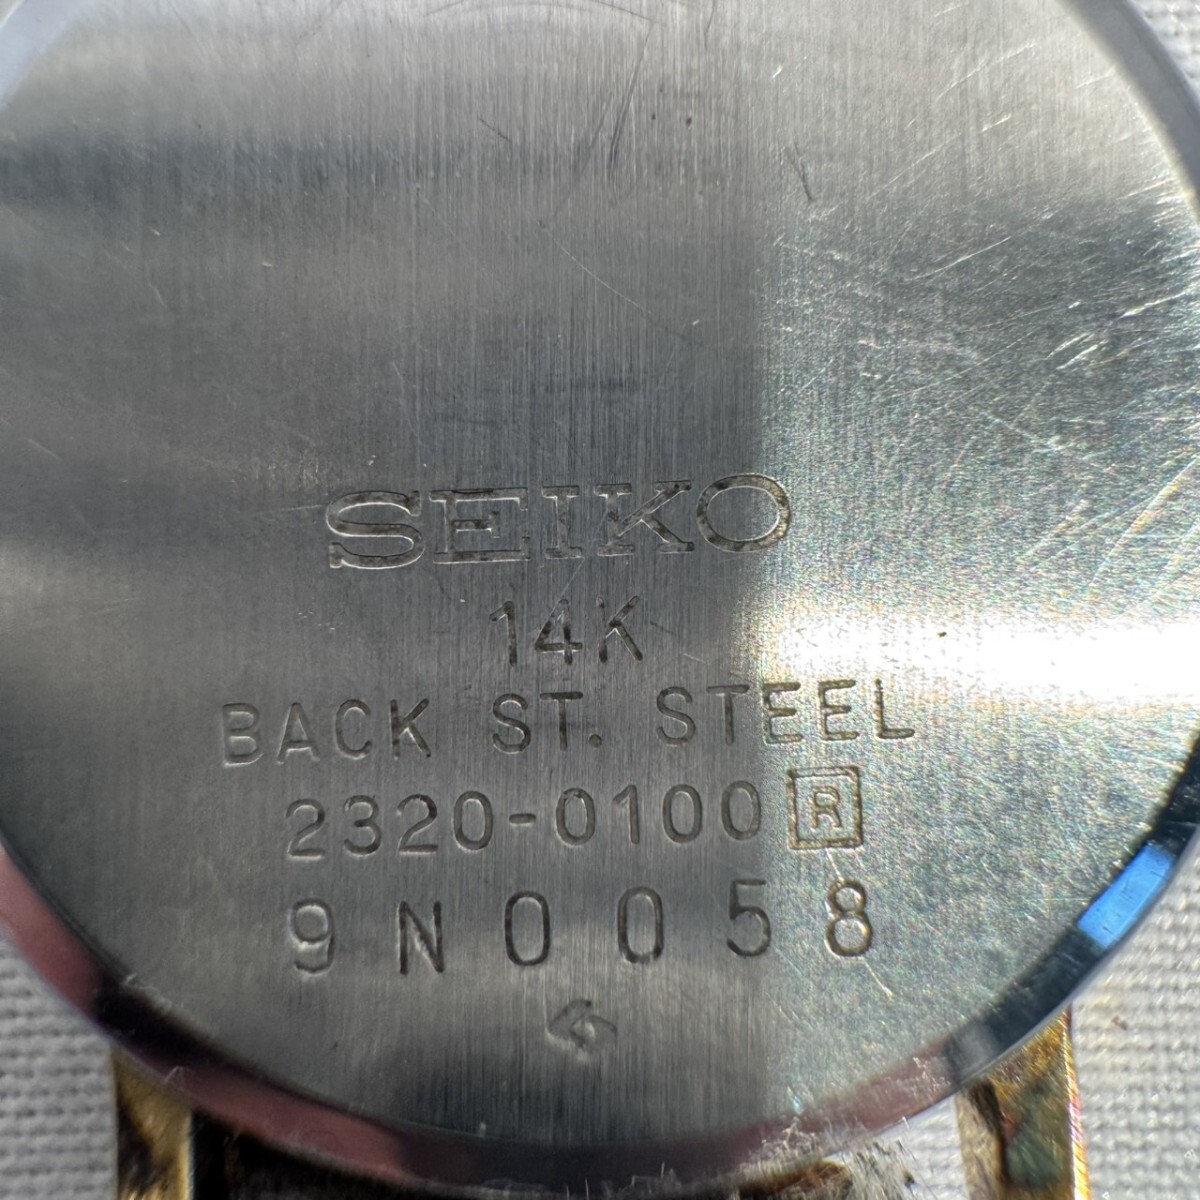 SEIKO
14K
BACK ST. STEEL
2320-0100 R
9N0058